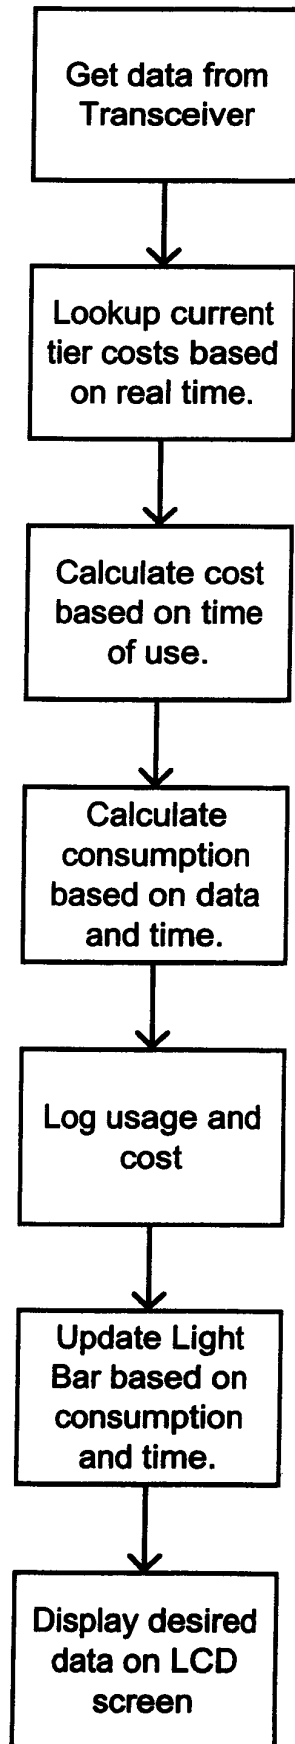 Get data from
Transceiver
Lookup current
tier costs based
on real time.
Calculate cost
based on time
of use.
Calculate
consumption
based on data
and time.
Log usage and
cost
Update Light
Bar based on
consumption
and time.
Display desired
data on LCD
screen